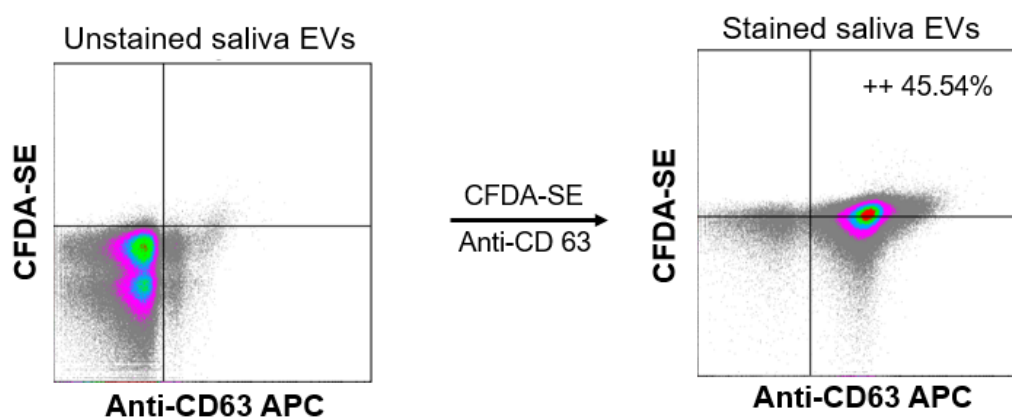 Unstained saliva EVs
CFDA-SE
Anti-CD63 APC
CFDA-SE
Anti-CD 63
Stained saliva EVs
++ 45.54%
CFDA-SE
Anti-CD63 APC